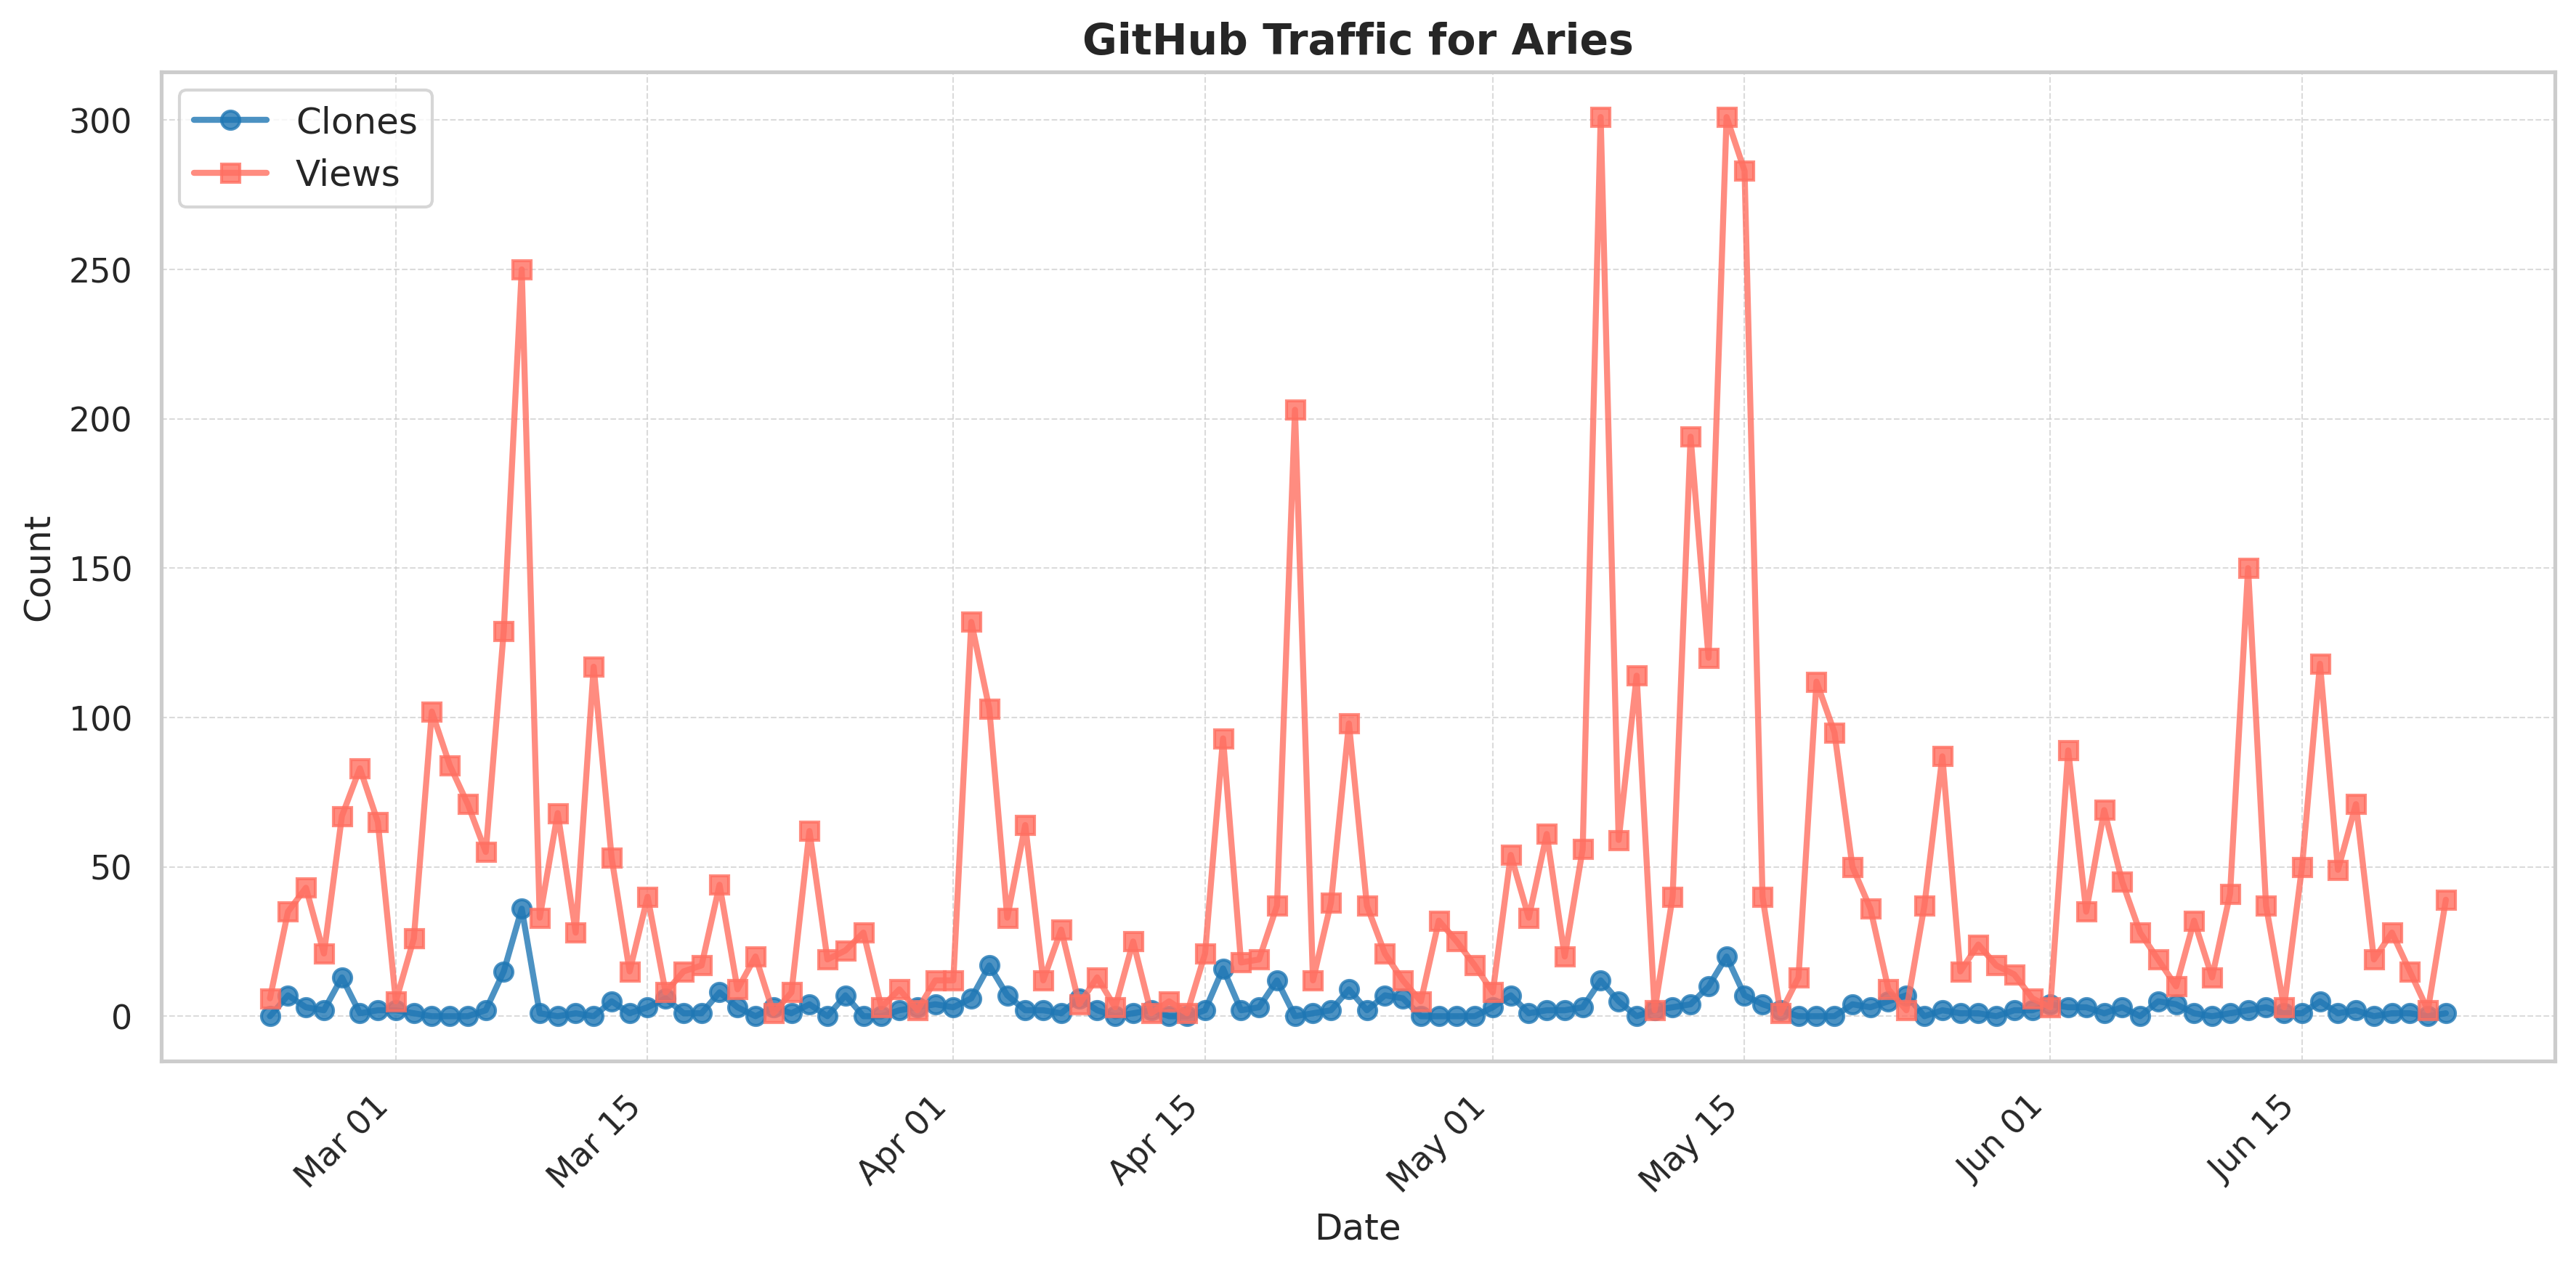 GitHub Traffic for Aries
Clones
Views
300
250
200
150
100
50
0
Count
Mar 01
Mar 15
Apr 01
Apr 15
May 01
May 15
Jun 01
Jun 15
Date